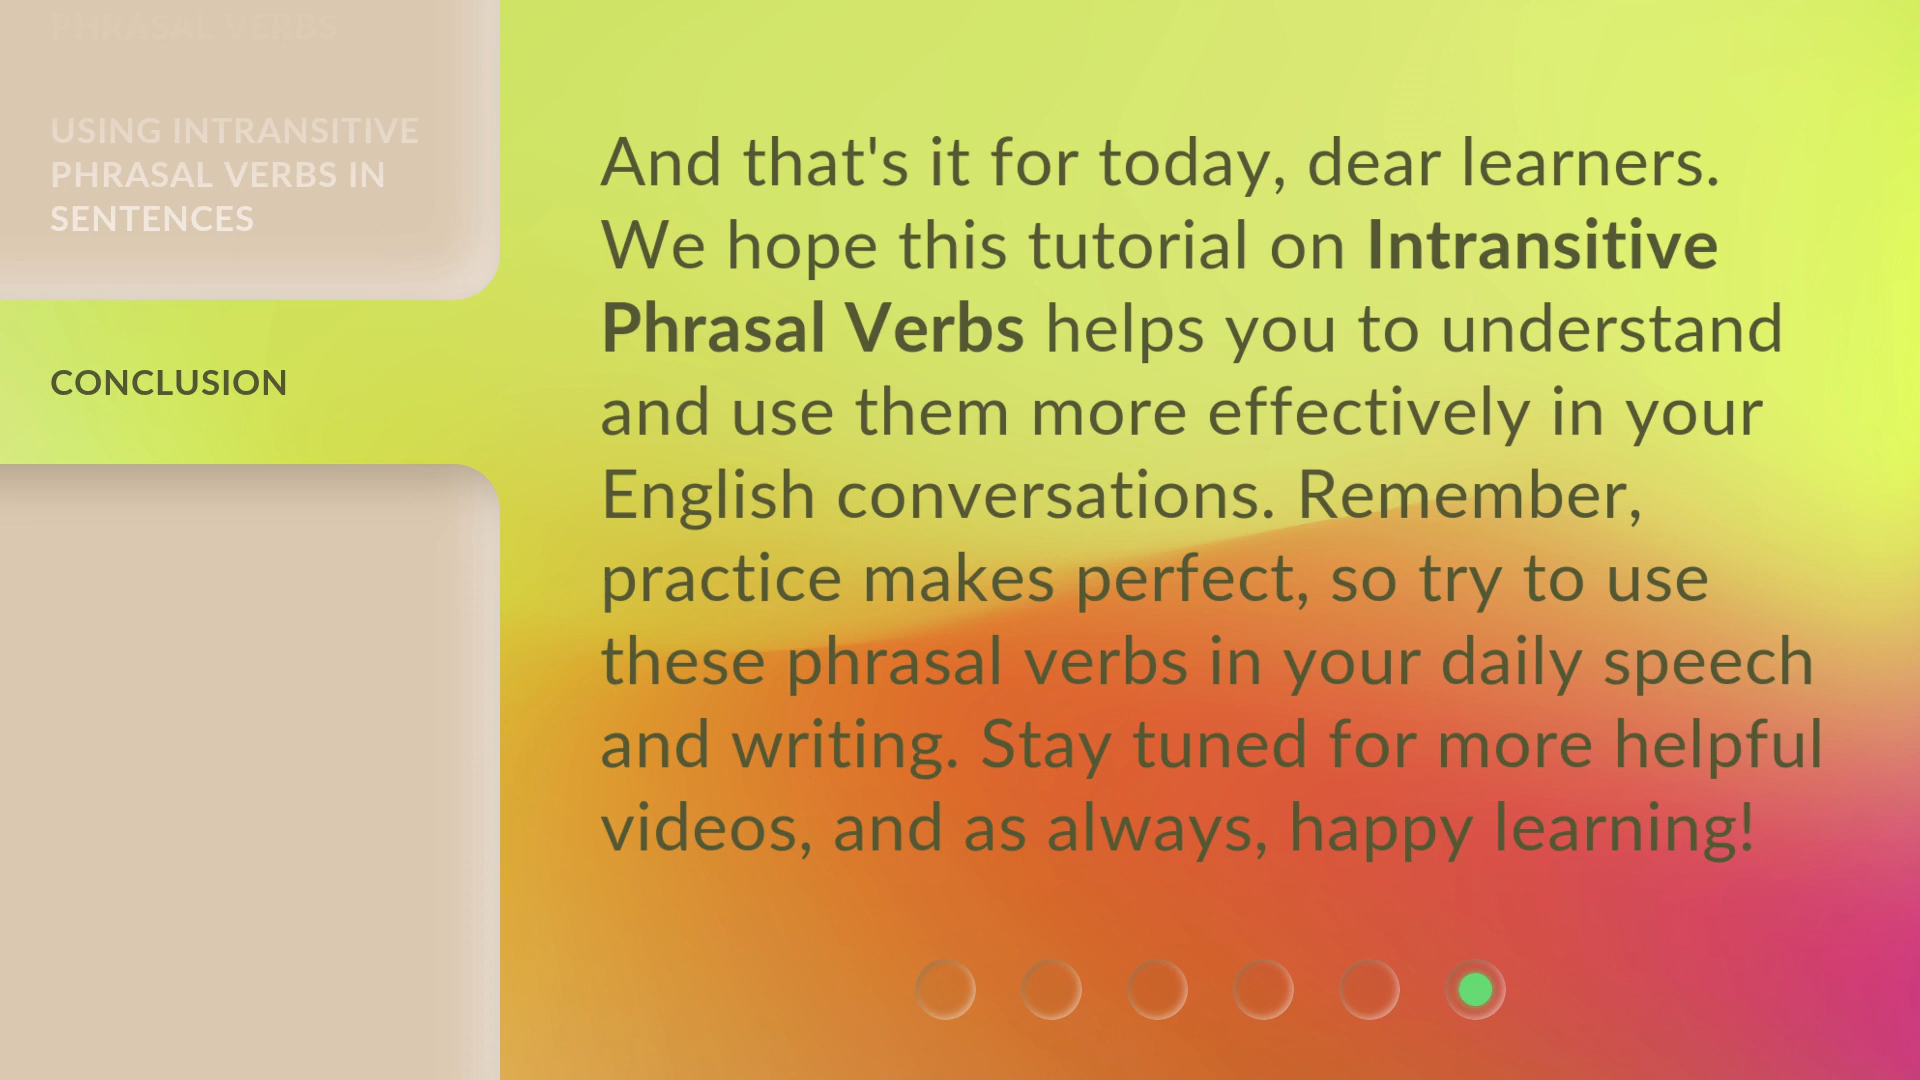 PHRASAL VERBS
USING INTRANSITIVE
PHRASAL VERBS IN
SENTENCES
CONCLUSION
And that's it for today, dear learners.
We hope this tutorial on Intransitive
Phrasal Verbs helps you to understand
and use them more effectively in your
English conversations. Remember,
practice makes perfect, so try to use
these phrasal verbs in your daily speech
and writing. Stay tuned for more helpful
videos, and as always, happy learning!